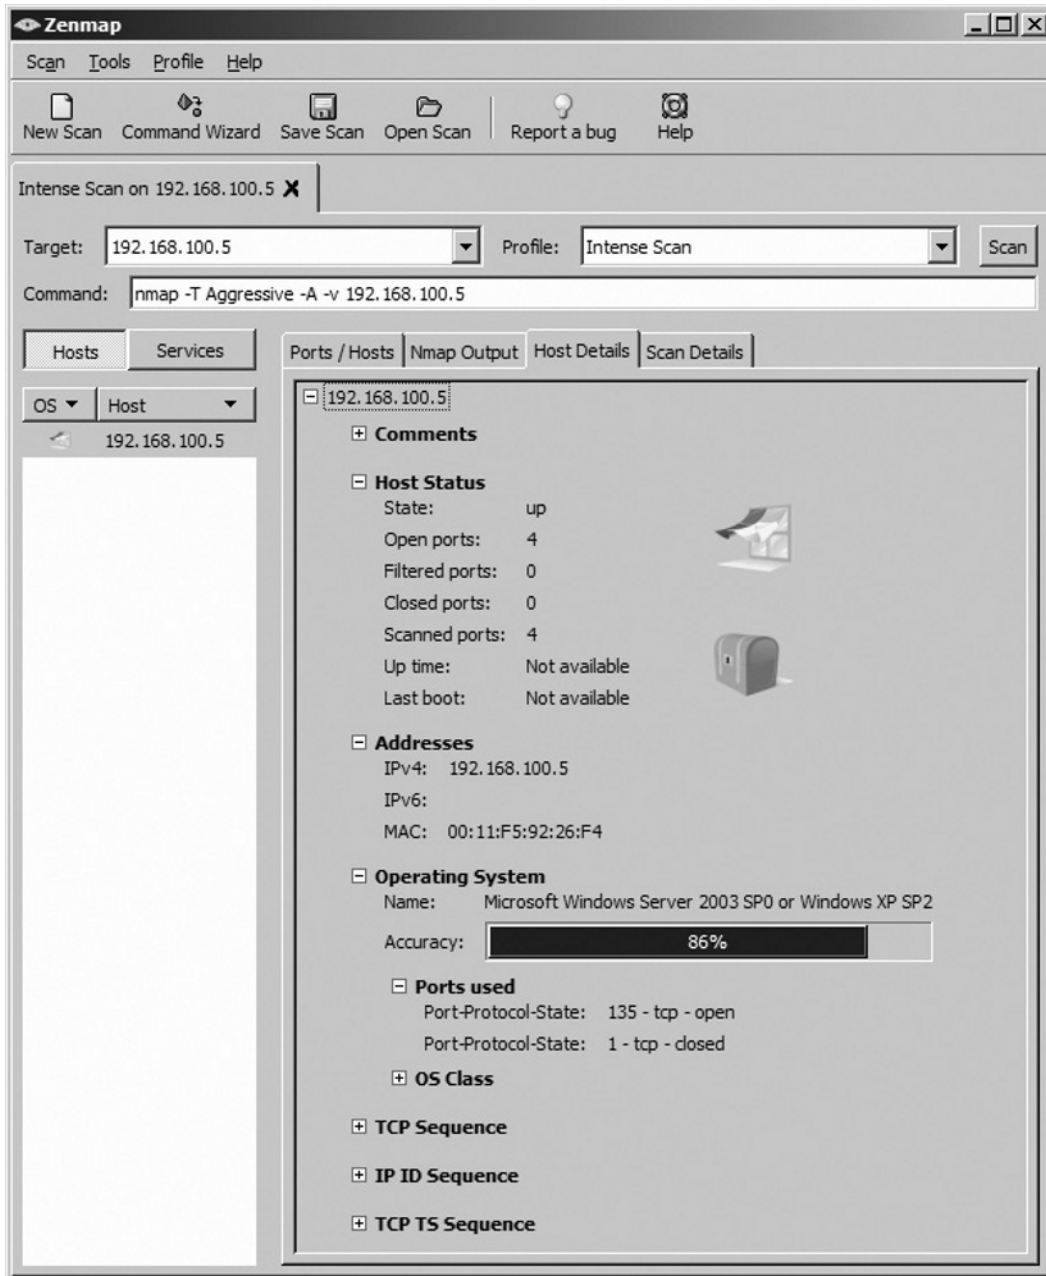 Zenmap
Scan Tools Profile Help
New Scan Command Wizard Save Scan Open Scan Report a bug Help
Intense Scan on 192.168.100.5 X
Target: 192.168.100.5 Profile: Intense Scan Scan
Command: nmap -T Aggressive -A -v 192.168.100.5
Hosts Services
OS Host
192.168.100.5
Ports / Hosts Nmap Output Host Details Scan Details
192.168.100.5
Comments
Host Status
State: up
Open ports: 4
Filtered ports: 0
Closed ports: 0
Scanned ports: 4
Up time: Not available
Last boot: Not available
Addresses
IPv4: 192.168.100.5
IPv6:
MAC: 00:11:F5:92:26:F4
Operating System
Name: Microsoft Windows Server 2003 SP0 or Windows XP SP2
Accuracy: 86%
Ports used
Port-Protocol-State: 135 - tcp - open
Port-Protocol-State: 1 - tcp - closed
OS Class
TCP Sequence
IP ID Sequence
TCP TS Sequence